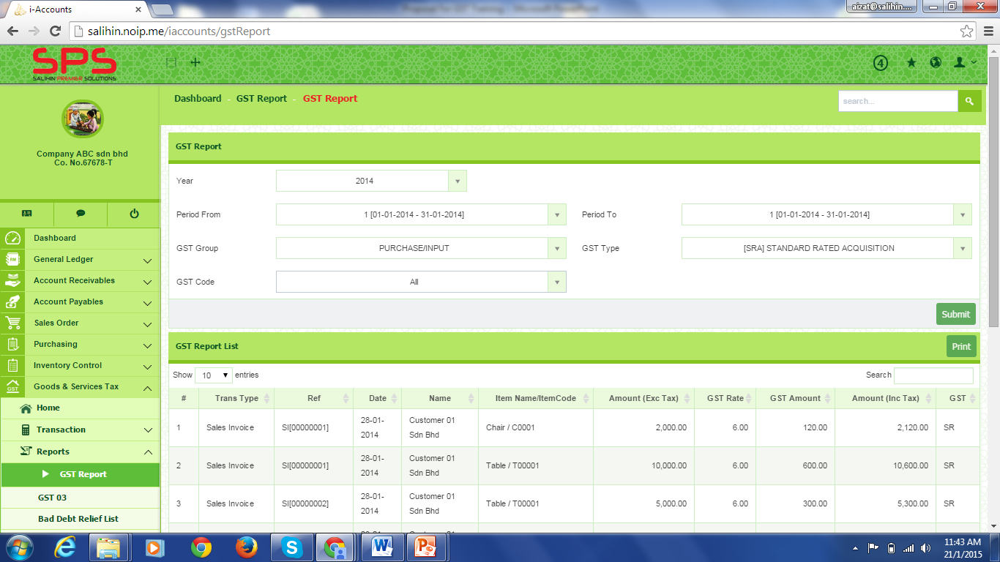 i-Accounts
Proposal For GST Training - Microsoft PowerPoint
aizat@salihin....
salihin.noip.me/iaccounts/gstReport
SPS
SALIHIN PREMIER SOLUTIONS
4
Company ABC sdn bhd
Co. No.67678-T
Dashboard - GST Report - GST Report
search...
Dashboard
RM General Ledger
Account Receivables
Account Payables
Sales Order
Purchasing
Inventory Control
GST Goods & Services Tax
Home
Transaction
Reports
GST Report
GST 03
Bad Debt Relief List
GST Report
Year 2014
Period From 1 [01-01-2014 - 31-01-2014] Period To 1 [01-01-2014 - 31-01-2014]
GST Group PURCHASE/INPUT GST Type [SRA] STANDARD RATED ACQUISITION
GST Code All
Submit
GST Report List Print
Show 10 entries Search
# Trans Type Ref Date Name Item Name/ItemCode Amount (Exc Tax) GST Rate GST Amount Amount (Inc Tax) GST
1 Sales Invoice SI[00000001] 28-01-2014 Customer 01 Sdn Bhd Chair / C0001 2,000.00 6.00 120.00 2,120.00 SR
2 Sales Invoice SI[00000001] 28-01-2014 Customer 01 Sdn Bhd Table / T00001 10,000.00 6.00 600.00 10,600.00 SR
3 Sales Invoice SI[00000002] 28-01-2014 Customer 01 Sdn Bhd Table / T00001 5,000.00 6.00 300.00 5,300.00 SR
11:43 AM
21/1/2015